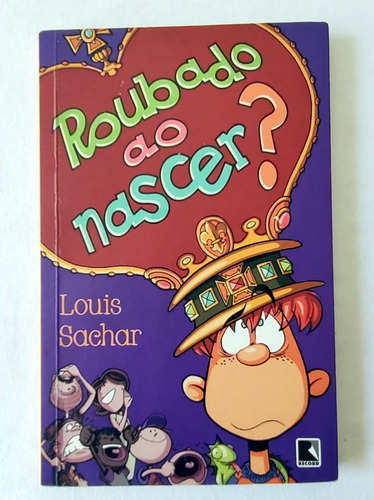 Roubado
ao
nascer?
Louis
Sachar
RECORD